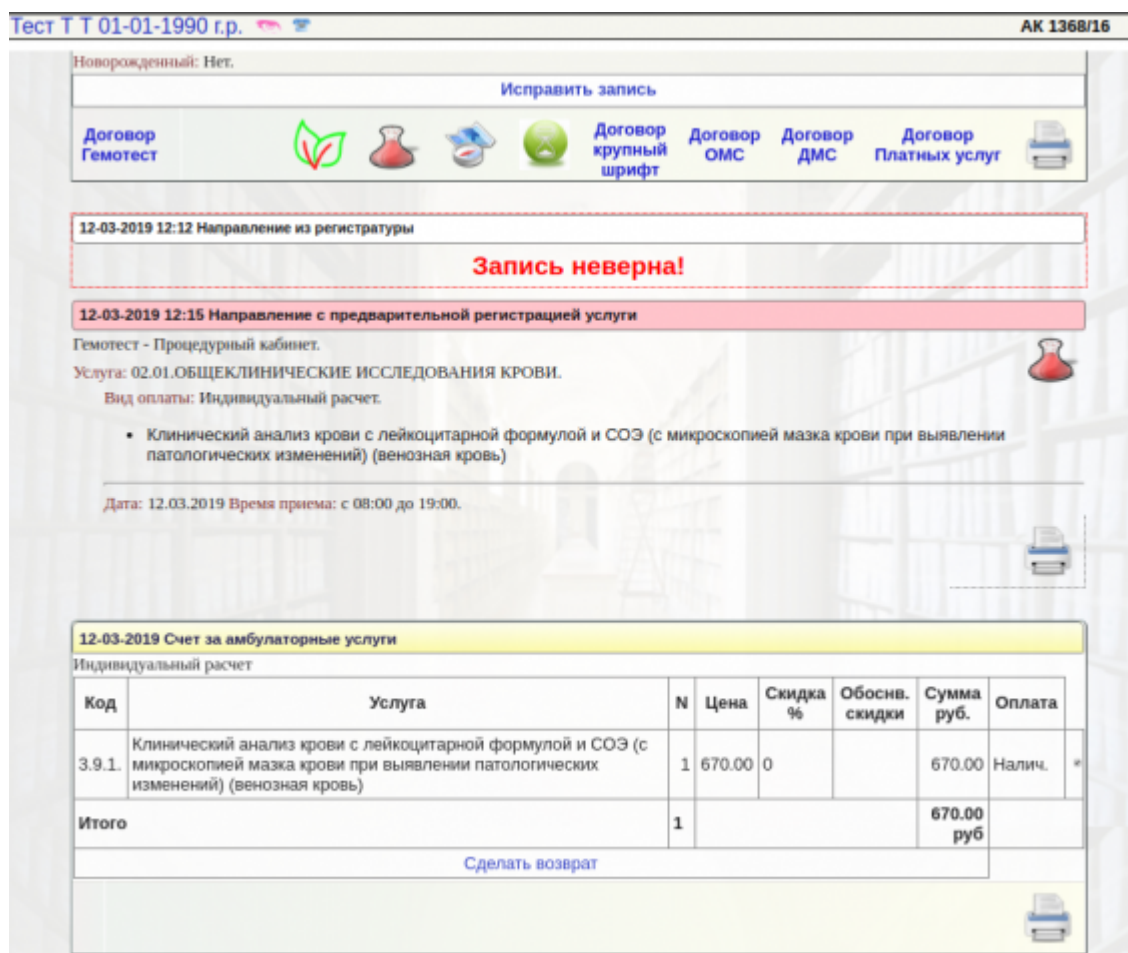 Тест Т Т 01-01-1990 г.р. АК 1368/16
Новорожденный: Нет.
Исправить запись
Договор Гемотест
Договор крупный шрифт
Договор ОМС
Договор ДМС
Договор Платных услуг
12-03-2019 12:12 Направление из регистратуры
Запись неверна!
12-03-2019 12:15 Направление с предварительной регистрацией услуги
Гемотест - Процедурный кабинет.
Услуга: 02.01.ОБЩЕКЛИНИЧЕСКИЕ ИССЛЕДОВАНИЯ КРОВИ.
Вид оплаты: Индивидуальный расчет.
• Клинический анализ крови с лейкоцитарной формулой и СОЭ (с микроскопией мазка крови при выявлении
патологических изменений) (венозная кровь)
Дата: 12.03.2019 Время приема: с 08:00 до 19:00.
12-03-2019 Счет за амбулаторные услуги
Индивидуальный расчет
Код Услуга N Цена Скидка % Обоснв. скидки Сумма руб. Оплата
3.9.1. Клинический анализ крови с лейкоцитарной формулой и СОЭ (с
микроскопией мазка крови при выявлении патологических
изменений) (венозная кровь) 1 670.00 0 670.00 Налич.
Итого 1 670.00 руб
Сделать возврат